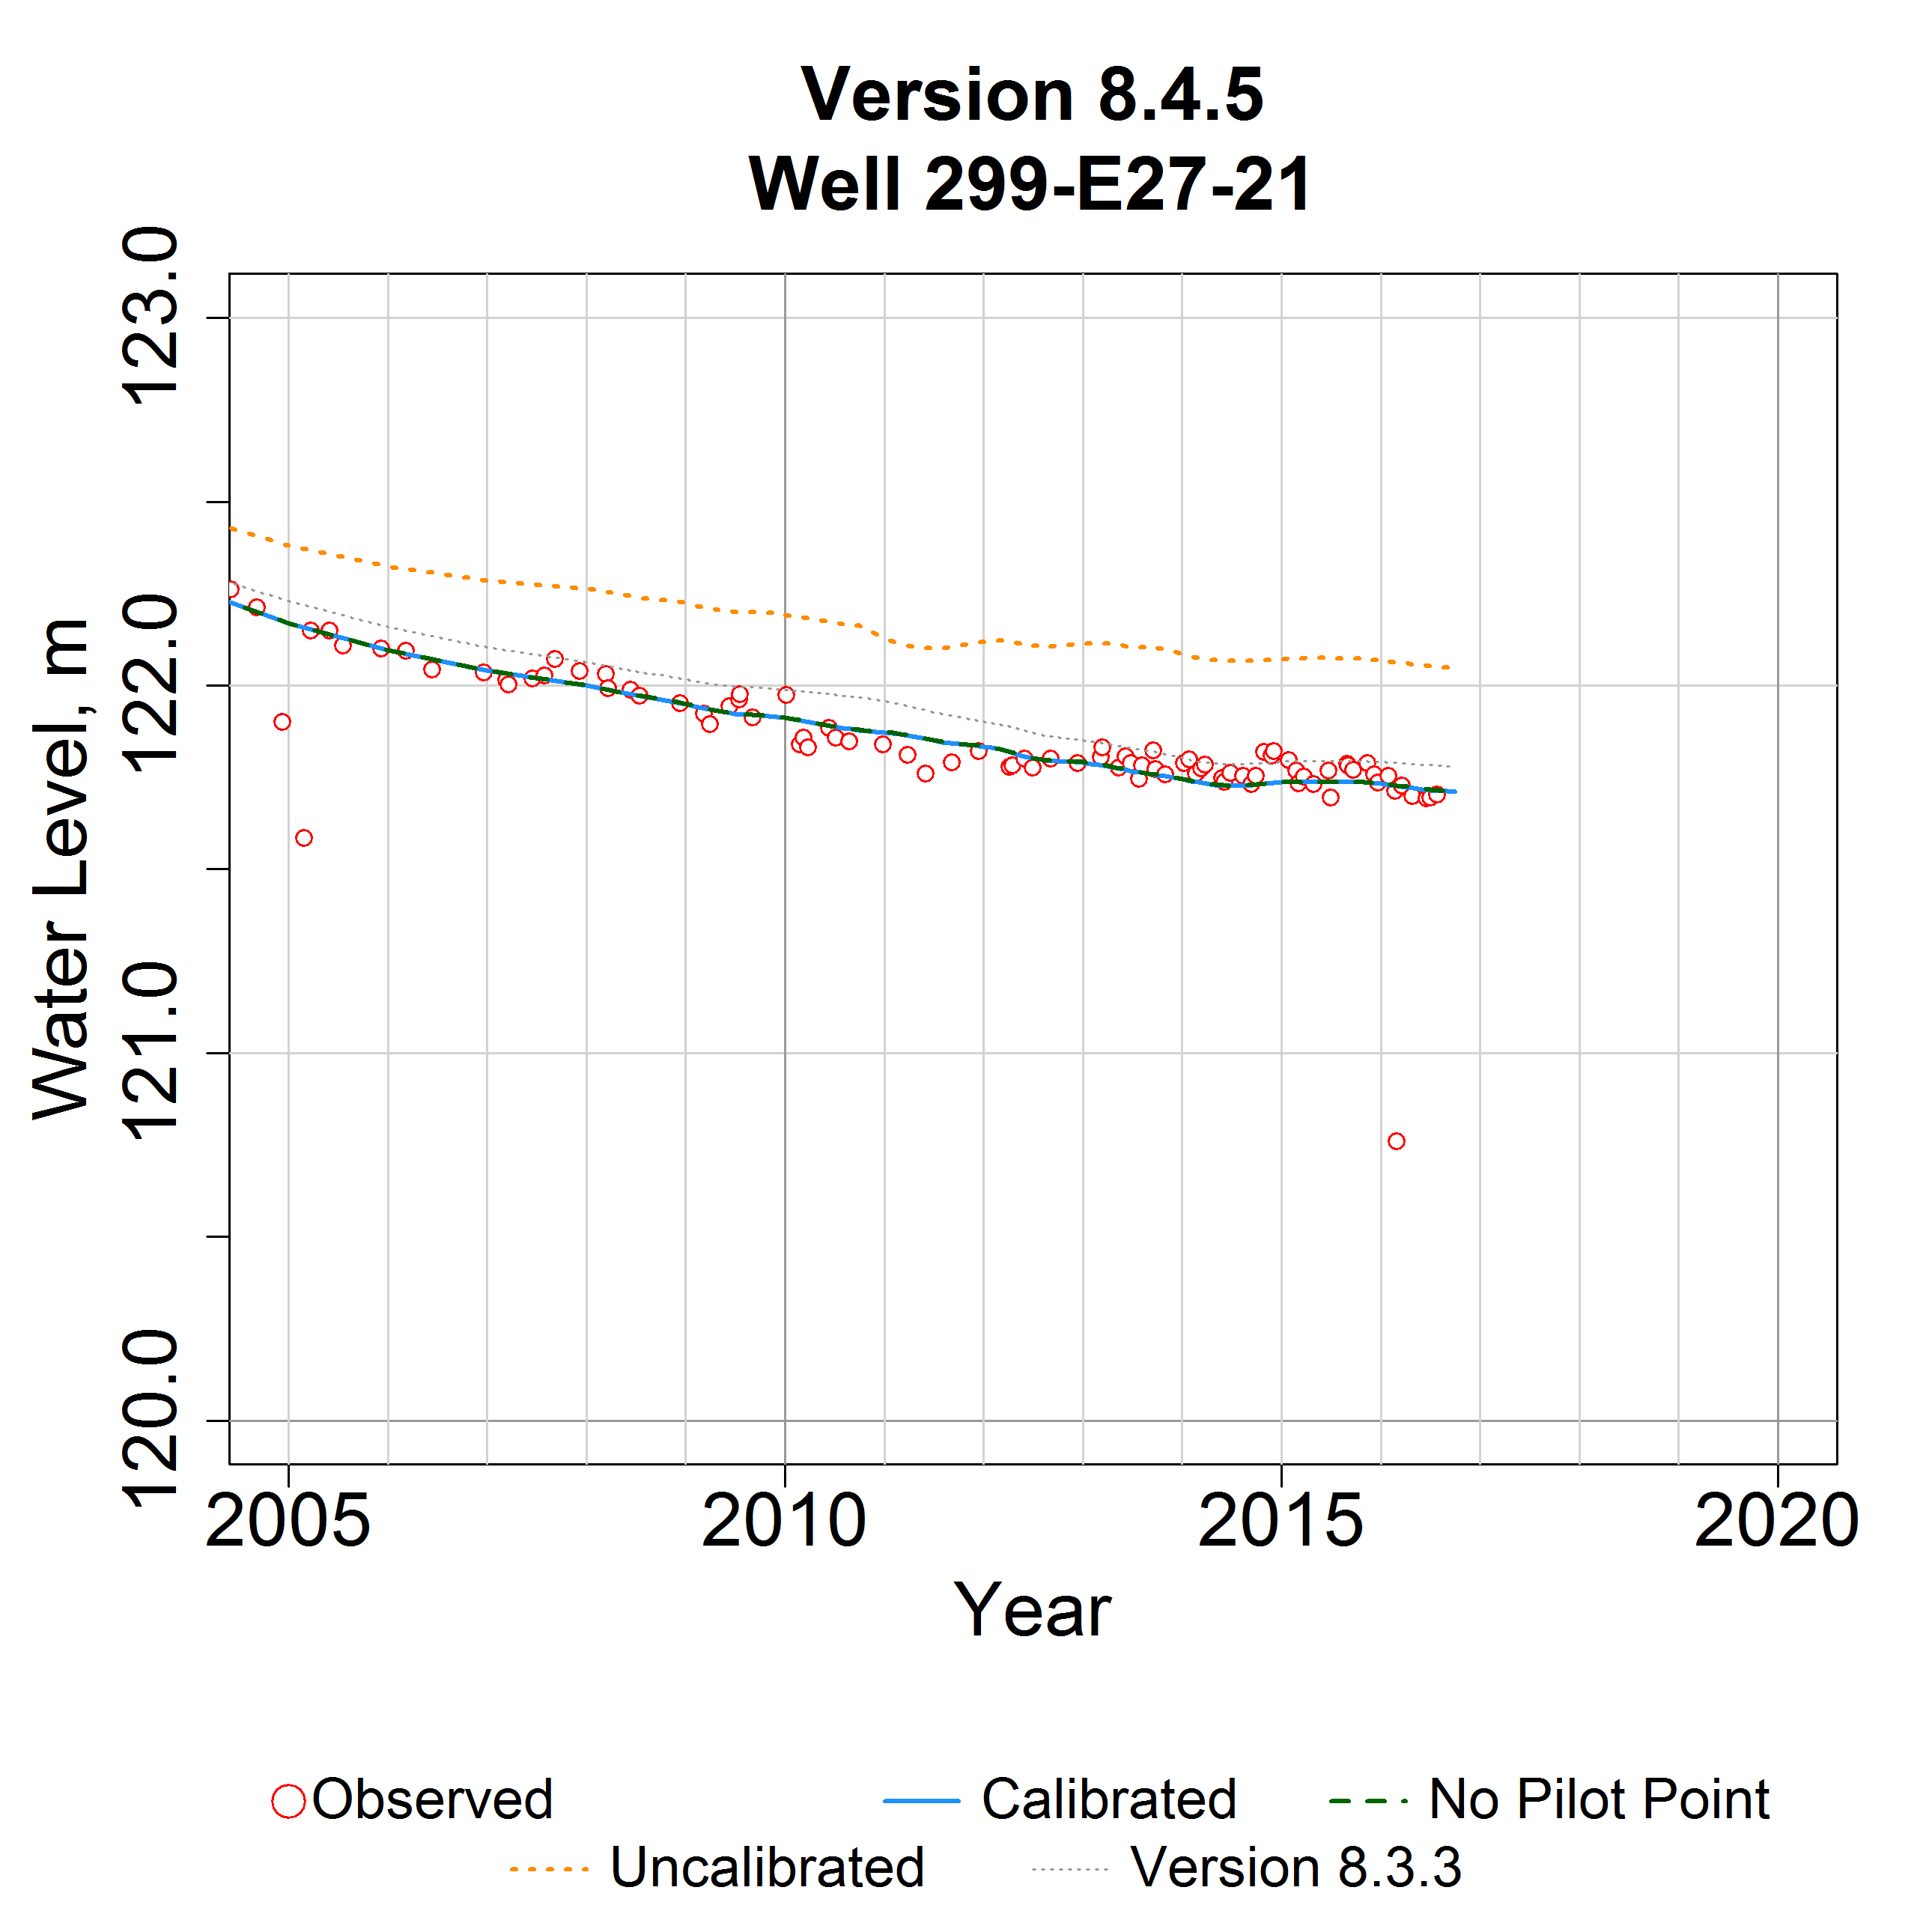 Version 8.4.5
Well 299-E27-21
123.0
122.0
121.0
120.0
Water Level, m
2005 2010 2015 2020
Year
Observed Calibrated No Pilot Point
Uncalibrated Version 8.3.3